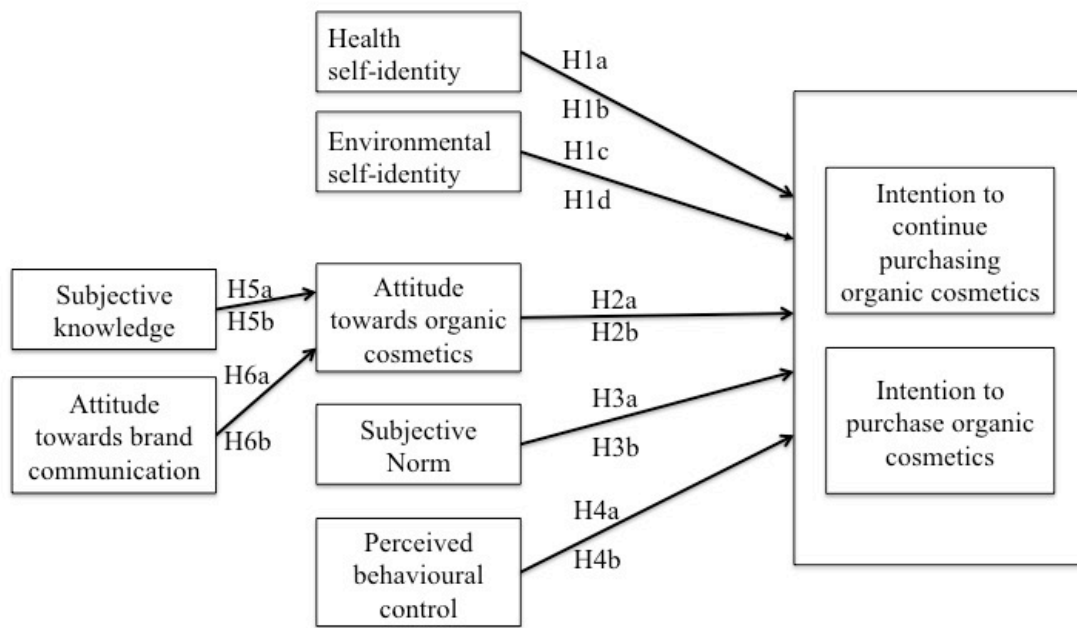 Health
self-identity
H1a
H1b
Environmental
self-identity
H1c
H1d
Subjective
knowledge
H5a
H5b
Attitude
towards organic
cosmetics
H2a
H2b
Attitude
towards brand
communication
H6a
H6b
Subjective
Norm
H3a
H3b
Perceived
behavioural
control
H4a
H4b
Intention to
continue
purchasing
organic cosmetics
Intention to
purchase organic
cosmetics